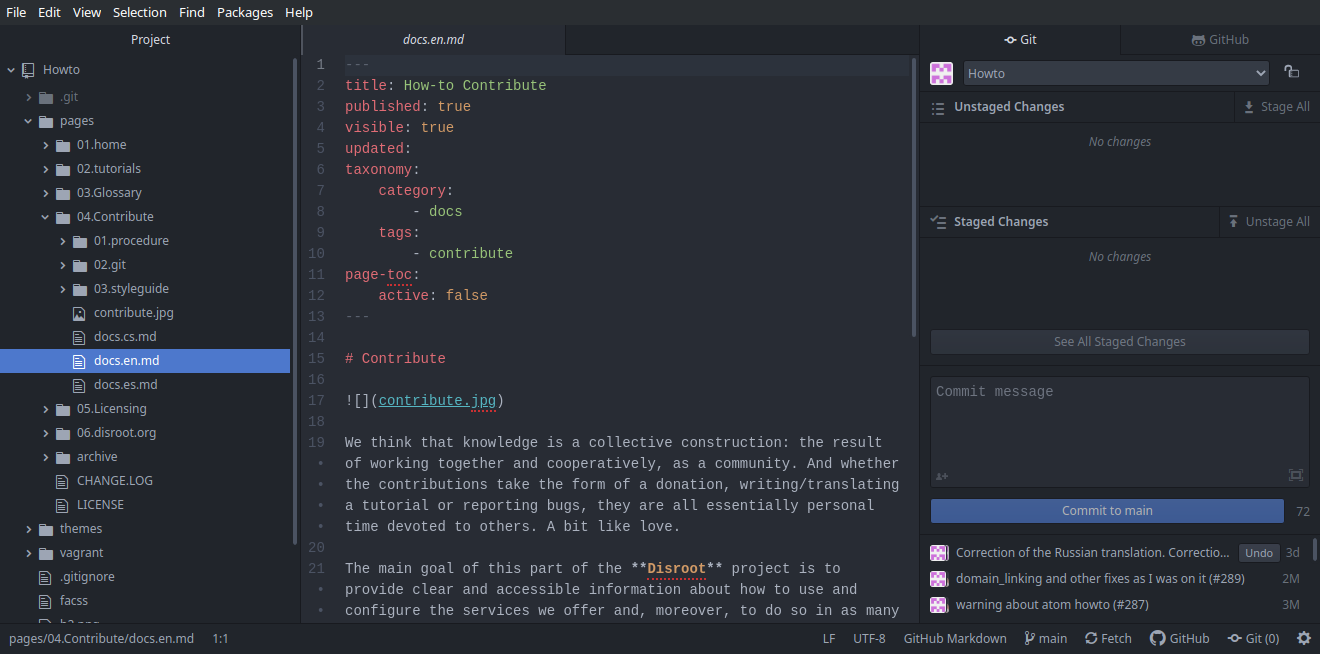 File Edit View Selection Find Packages Help
Project
Howto
.git
pages
01.home
02.tutorials
03.Glossary
04.Contribute
01.procedure
02.git
03.styleguide
contribute.jpg
docs.cs.md
docs.en.md
docs.es.md
05.Licensing
06.disroot.org
archive
CHANGE.LOG
LICENSE
themes
vagrant
.gitignore
facss
docs.en.md
1 ---
2 title: How-to Contribute
3 published: true
4 visible: true
5 updated:
6 taxonomy:
7 category:
8 - docs
9 tags:
10 - contribute
11 page-toc:
12 active: false
13 ---
14
15 # Contribute
16
17 ![](contribute.jpg)
18
19 We think that knowledge is a collective construction: the result
• of working together and cooperatively, as a community. And whether
• the contributions take the form of a donation, writing/translating
• a tutorial or reporting bugs, they are all essentially personal
• time devoted to others. A bit like love.
20
21 The main goal of this part of the **Disroot** project is to
• provide clear and accessible information about how to use and
• configure the services we offer and, moreover, to do so in as many
Git GitHub
Howto
Unstaged Changes Stage All
No changes
Staged Changes Unstage All
No changes
See All Staged Changes
Commit message
Commit to main 72
Correction of the Russian translation. Correctio... Undo 3d
domain_linking and other fixes as I was on it (#289) 2M
warning about atom howto (#287) 3M
pages/04.Contribute/docs.en.md 1:1 LF UTF-8 GitHub Markdown main Fetch GitHub Git (0)